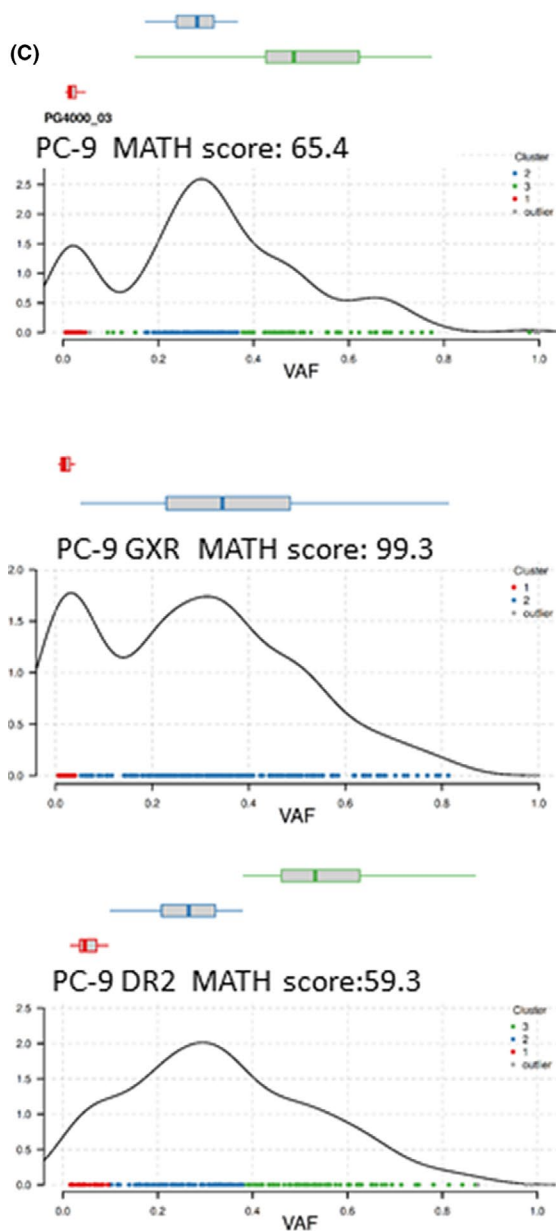 (C)
PG4000_03
PC-9 MATH score: 65.4
Cluster
2
3
1
outlier
2.5
2.0
1.5
1.0
0.5
0.0
0.0 0.2 0.4 0.6 0.8 1.0
VAF
PC-9 GXR MATH score: 99.3
Cluster
1
2
outlier
2.0
1.5
1.0
0.5
0.0
0.0 0.2 0.4 0.6 0.8 1.0
VAF
PC-9 DR2 MATH score:59.3
Cluster
3
2
1
outlier
2.5
2.0
1.5
1.0
0.5
0.0
0.0 0.2 0.4 0.6 0.8 1.0
VAF